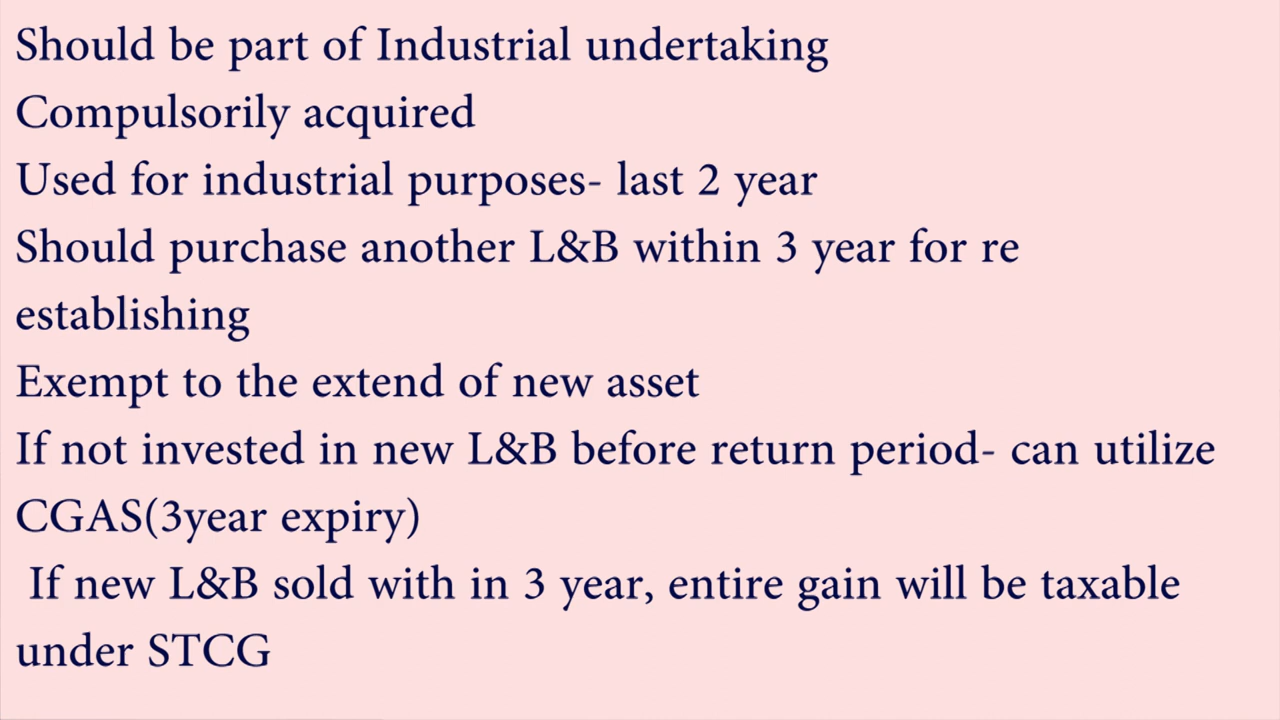 Should be part of Industrial undertaking
Compulsorily acquired
Used for industrial purposes- last 2 year
Should purchase another L&B within 3 year for re
establishing
Exempt to the extend of new asset
If not invested in new L&B before return period- can utilize
CGAS(3year expiry)
If new L&B sold with in 3 year, entire gain will be taxable
under STCG